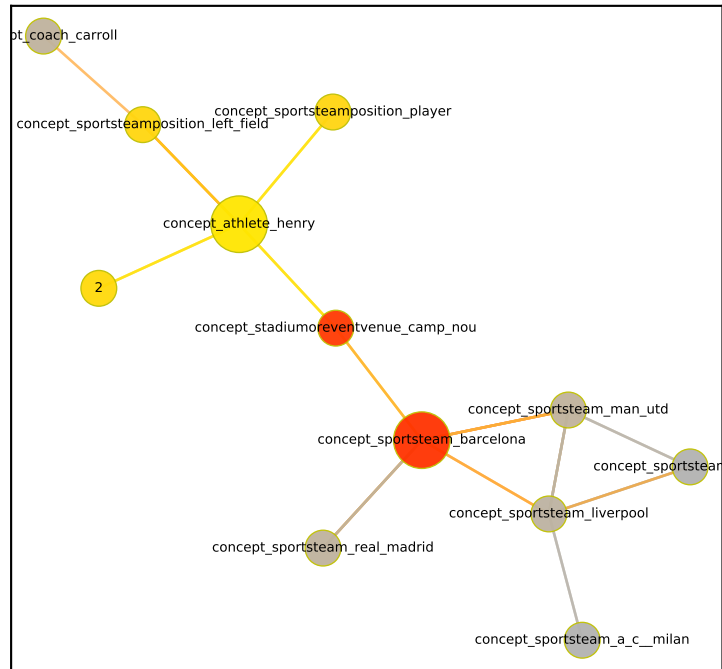 pt_coach_carroll
concept_sportsteamposition_player
concept_sportsteamposition_left_field
concept_athlete_henry
2
concept_stadiumoreventvenue_camp_nou
concept_sportsteam_man_utd
concept_sportsteam_barcelona
concept_sportsteam
concept_sportsteam_liverpool
concept_sportsteam_real_madrid
concept_sportsteam_a_c__milan